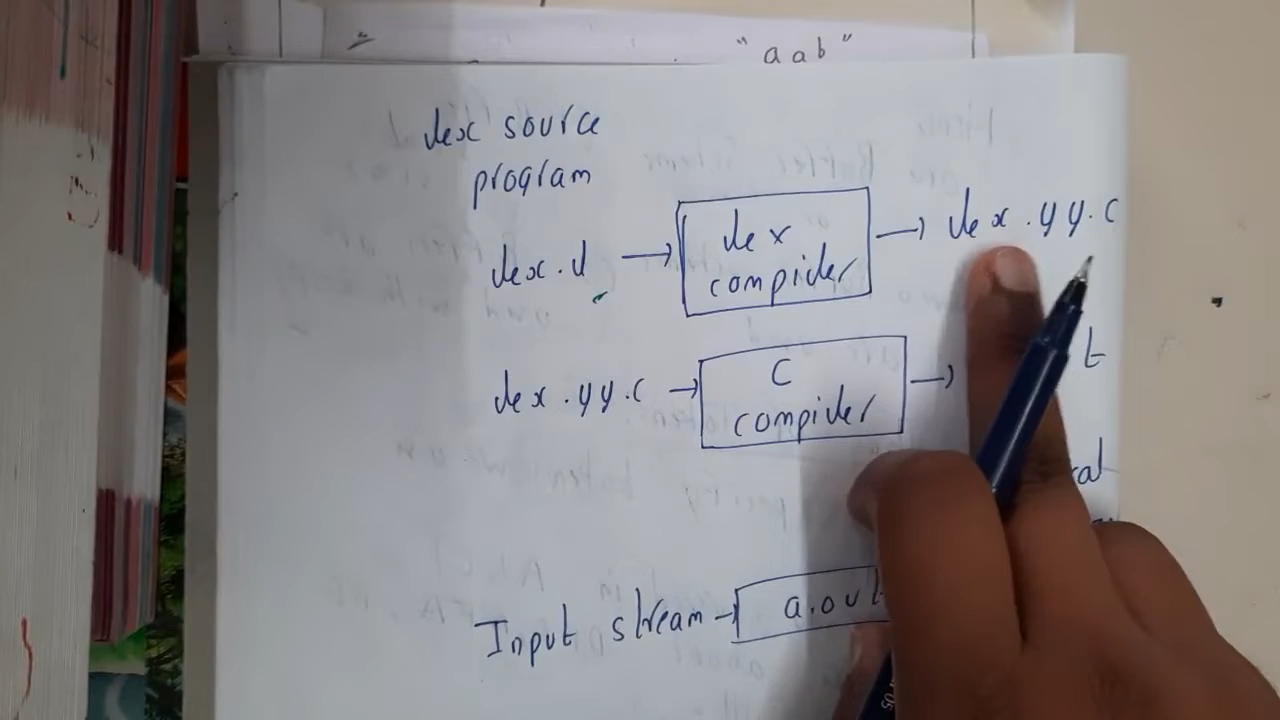 "aab"
lex source
program
lex.l → lex compiler → lex.yy.c
lex.yy.c → C compiler →
Input stream → a.out